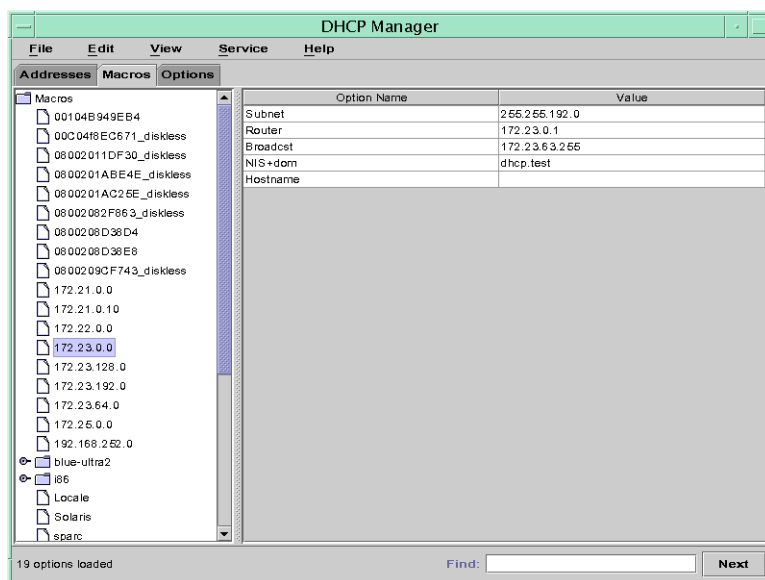 DHCP Manager
File Edit View Service Help
Addresses Macros Options
Macros
00104B949EB4
00C04f8EC671_diskless
08002011DF30_diskless
0800201ABE4E_diskless
0800201AC25E_diskless
08002082F863_diskless
0800208D38D4
0800208D38E8
0800209CF743_diskless
172.21.0.0
172.21.0.10
172.22.0.0
172.23.0.0
172.23.128.0
172.23.192.0
172.23.64.0
172.25.0.0
192.168.252.0
blue-ultra2
i86
Locale
Solaris
sparc
Option Name Value
Subnet 255.255.192.0
Router 172.23.0.1
Broadcst 172.23.63.255
NIS+dom dhcp.test
Hostname
19 options loaded Find: Next